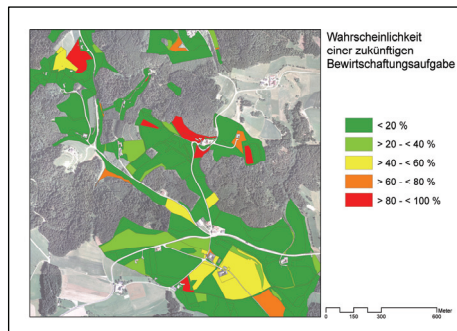 Wahrscheinlichkeit
einer zukünftigen
Bewirtschaftungsaufgabe
< 20 %
> 20 - < 40 %
> 40 - < 60 %
> 60 - < 80 %
> 80 - < 100 %
Meter
0 150 300 600